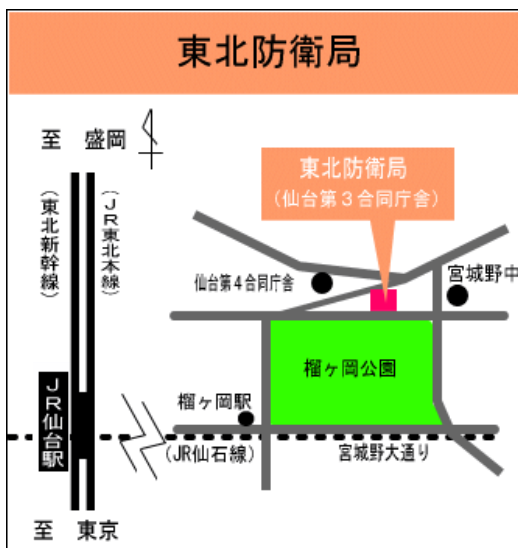 東北防衛局
至 盛岡
(東北新幹線)
(JR東北本線)
東北防衛局
(仙台第3合同庁舎)
仙台第4合同庁舎
宮城野中
榴ヶ岡公園
榴ヶ岡駅
JR仙台駅
(JR仙石線)
宮城野大通り
至 東京